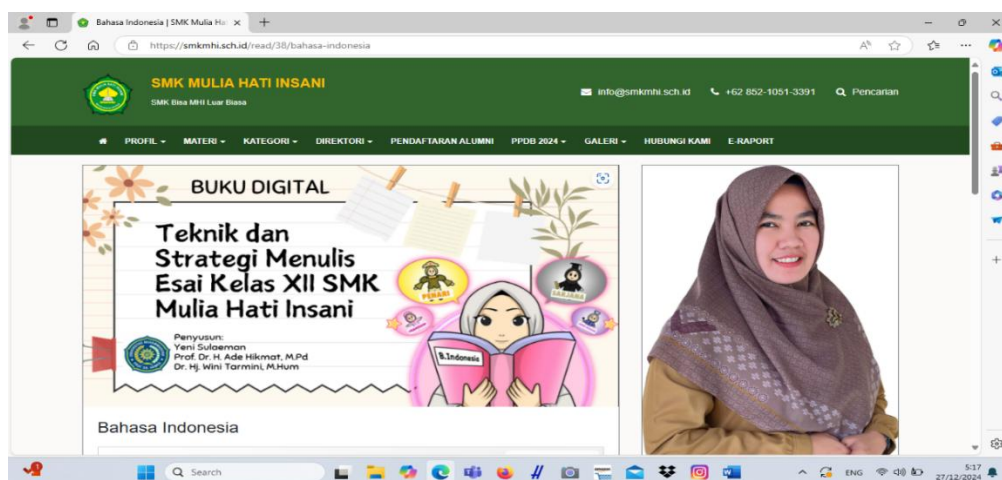 Bahasa Indonesia | SMK Mulia Ha
https://smkmhi.sch.id/read/38/bahasa-indonesia
SMK MULIA HATI INSANI
SMK Bisa MHI Luar Biasa
info@smkmhi.sch.id
+62 852-1051-3391
Pencarian
PROFIL MATERI KATEGORI DIREKTORI PENDAFTARAN ALUMNI PPDB 2024 GALERI HUBUNGI KAMI E-RAPORT
BUKU DIGITAL
Teknik dan
Strategi Menulis
Esai Kelas XII SMK
Mulia Hati Insani
Penyusun:
Yeni Sulaeman
Prof. Dr. H. Ade Hikmat, M.Pd
Dr. Hj. Wini Tarmini, M.Hum
PENARI
SARJANA
B.Indonesia
Bahasa Indonesia
Search
ENG
5:17
27/12/2024